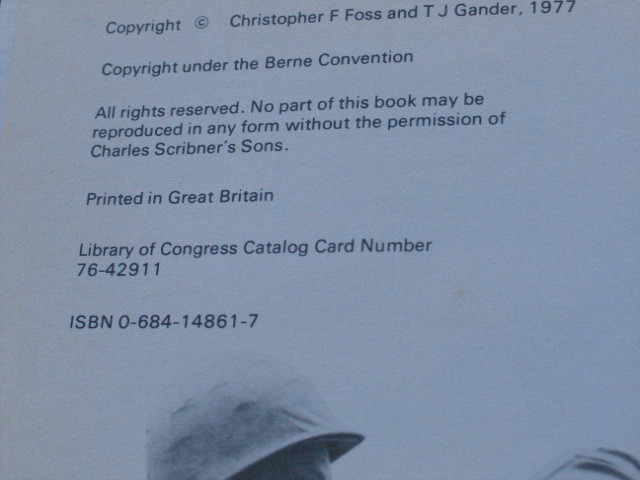 Copyright © Christopher F Foss and T J Gander, 1977
Copyright under the Berne Convention
All rights reserved. No part of this book may be
reproduced in any form without the permission of
Charles Scribner's Sons.
Printed in Great Britain
Library of Congress Catalog Card Number
76-42911
ISBN 0-684-14861-7